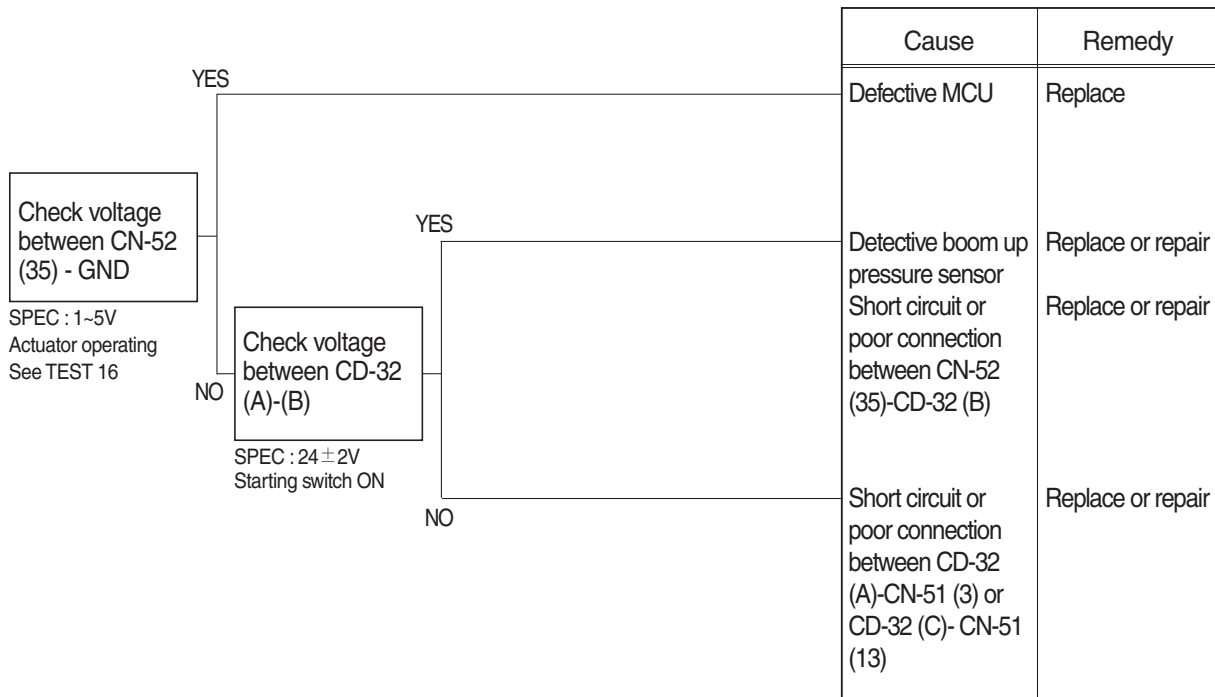 Cause Remedy
YES
Defective MCU Replace
Check voltage
between CN-52
(35) - GND
SPEC : 1~5V
Actuator operating
See TEST 16
YES
Detective boom up Replace or repair
pressure sensor
Short circuit or Replace or repair
poor connection
between CN-52
(35)-CD-32 (B)
NO
Check voltage
between CD-32
(A)-(B)
SPEC : 24±2V
Starting switch ON
NO
Short circuit or Replace or repair
poor connection
between CD-32
(A)-CN-51 (3) or
CD-32 (C)- CN-51
(13)